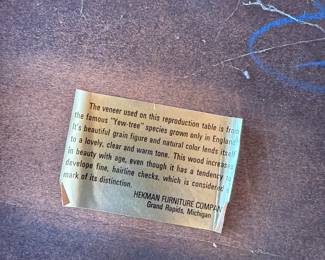 The veneer used on this reproduction table is from
the famous "Yew-tree" species grown only in England.
It's beautiful grain figure and natural color lends itself
to a lovely, clear and warm tone. This wood increases
in beauty with age, even though it has a tendency to
develope fine, hairline checks, which is considered a
mark of its distinction.
HEKMAN FURNITURE COMPANY
Grand Rapids, Michigan